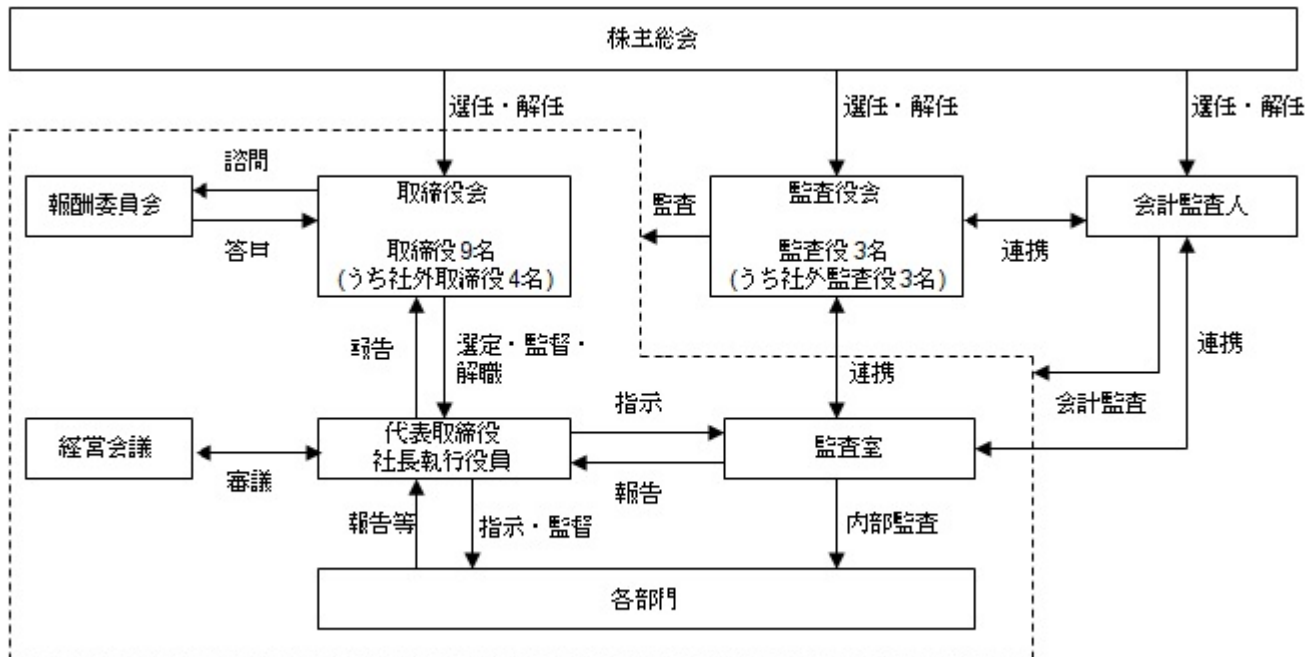 株主総会
選任・解任
選任・解任
選任・解任
諮問
報酬委員会
答申
取締役会
取締役9名
(うち社外取締役4名)
監査
監査役会
監査役3名
(うち社外監査役3名)
連携
会計監査人
報告
選定・監督・
解職
連携
連携
会計監査
指示
経営会議
審議
代表取締役
社長執行役員
報告
監査室
報告等
指示・監督
内部監査
各部門